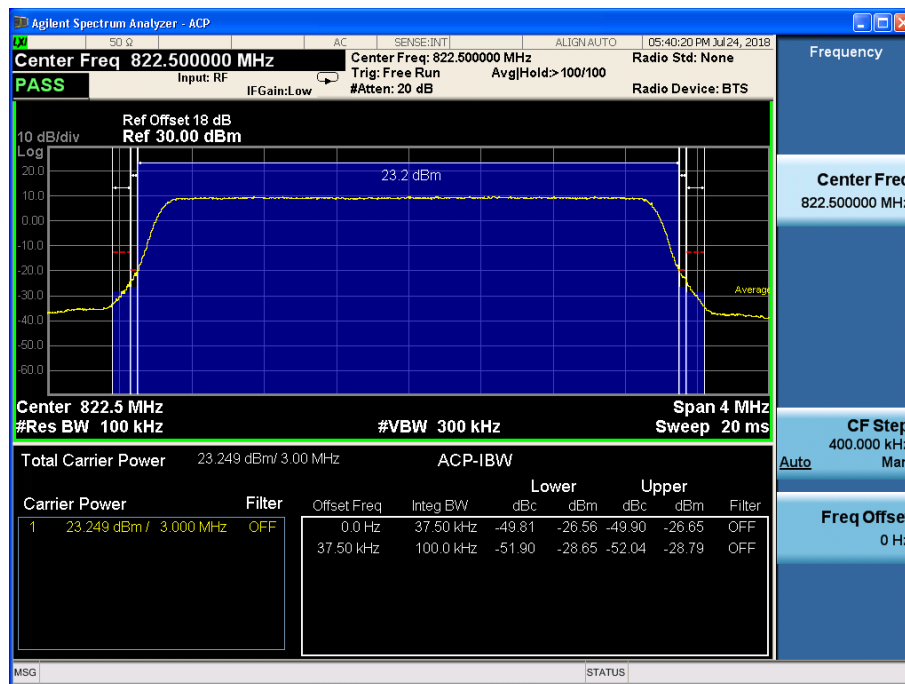 Agilent Spectrum Analyzer - ACP
LXI 50 Ω AC SENSE:INT ALIGN AUTO 05:40:20 PM Jul 24, 2018
Center Freq 822.500000 MHz Center Freq: 822.500000 MHz Radio Std: None Frequency
PASS Input: RF Trig: Free Run Avg|Hold:>100/100
IFGain:Low #Atten: 20 dB Radio Device: BTS
Ref Offset 18 dB
10 dB/div Ref 30.00 dBm
Log
20.0
23.2 dBm
10.0
0.00
-10.0
-20.0
-30.0
Average
-40.0
-50.0
-60.0
Center 822.5 MHz Span 4 MHz
#Res BW 100 kHz #VBW 300 kHz Sweep 20 ms
Center Freq
822.500000 MHz
CF Step
400.000 kHz
Auto Man
Freq Offset
0 Hz
Total Carrier Power 23.249 dBm/ 3.00 MHz ACP-IBW
Lower Upper
Carrier Power Filter Offset Freq Integ BW dBc dBm dBc dBm Filter
1 23.249 dBm / 3.000 MHz OFF 0.0 Hz 37.50 kHz -49.81 -26.56 -49.90 -26.65 OFF
37.50 kHz 100.0 kHz -51.90 -28.65 -52.04 -28.79 OFF
MSG STATUS